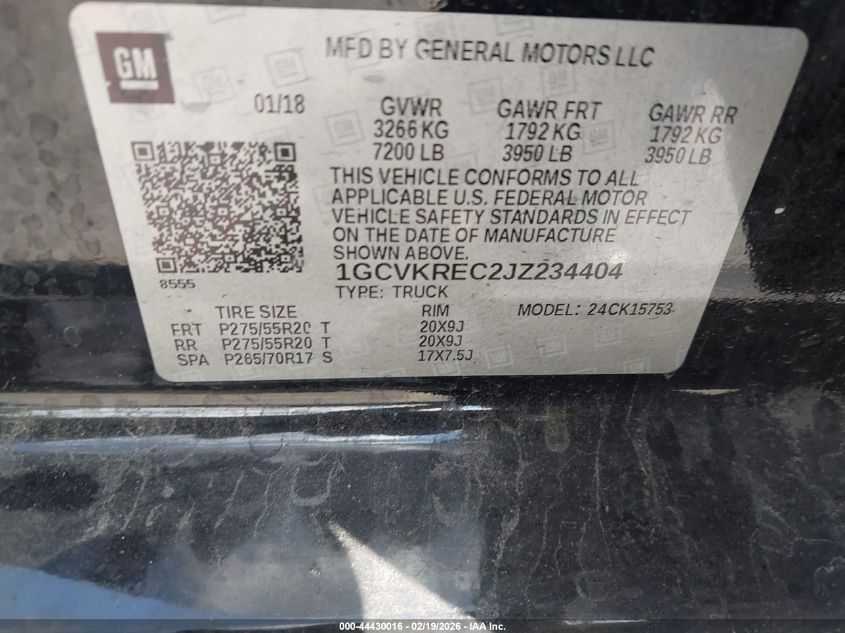 GM
MFD BY GENERAL MOTORS LLC
01/18 GVWR GAWR FRT GAWR RR
3266 KG 1792 KG 1792 KG
7200 LB 3950 LB 3950 LB
THIS VEHICLE CONFORMS TO ALL
APPLICABLE U.S. FEDERAL MOTOR
VEHICLE SAFETY STANDARDS IN EFFECT
ON THE DATE OF MANUFACTURE
SHOWN ABOVE.
8555
1GCVKREC2JZ234404
TYPE: TRUCK
TIRE SIZE RIM MODEL: 24CK15753
FRT P275/55R20 T 20X9J
RR P275/55R20 T 20X9J
SPA P265/70R17 S 17X7.5J
000-44430016 - 02/19/2026 - IAA, Inc.